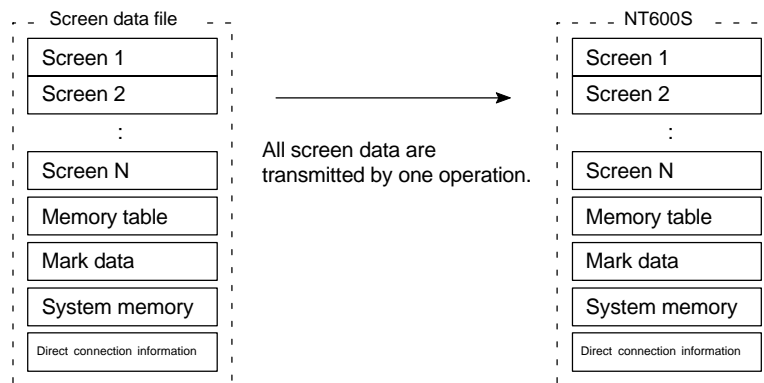 Screen data file
Screen 1
Screen 2
:
Screen N
Memory table
Mark data
System memory
Direct connection information
All screen data are
transmitted by one operation.
NT600S
Screen 1
Screen 2
:
Screen N
Memory table
Mark data
System memory
Direct connection information